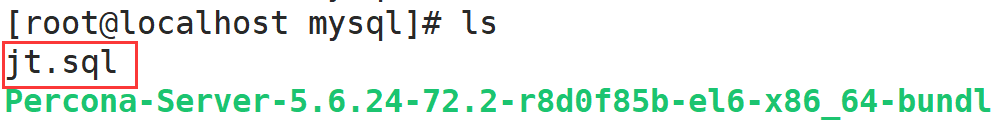 [root@localhost mysql]# ls
jt.sql
Percona-Server-5.6.24-72.2-r8d0f85b-el6-x86_64-bundl